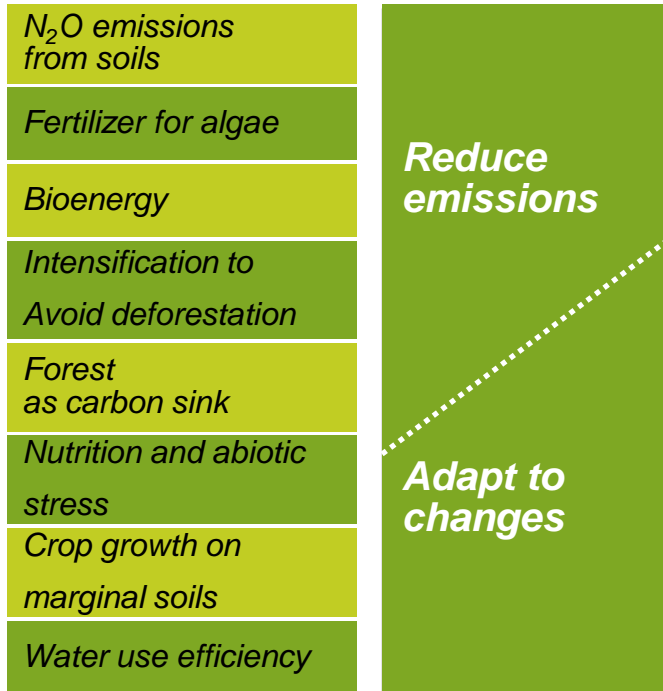 N₂O emissions
from soils
Fertilizer for algae
Bioenergy
Intensification to
Avoid deforestation
Forest
as carbon sink
Nutrition and abiotic
stress
Crop growth on
marginal soils
Water use efficiency
Reduce
emissions
Adapt to
changes